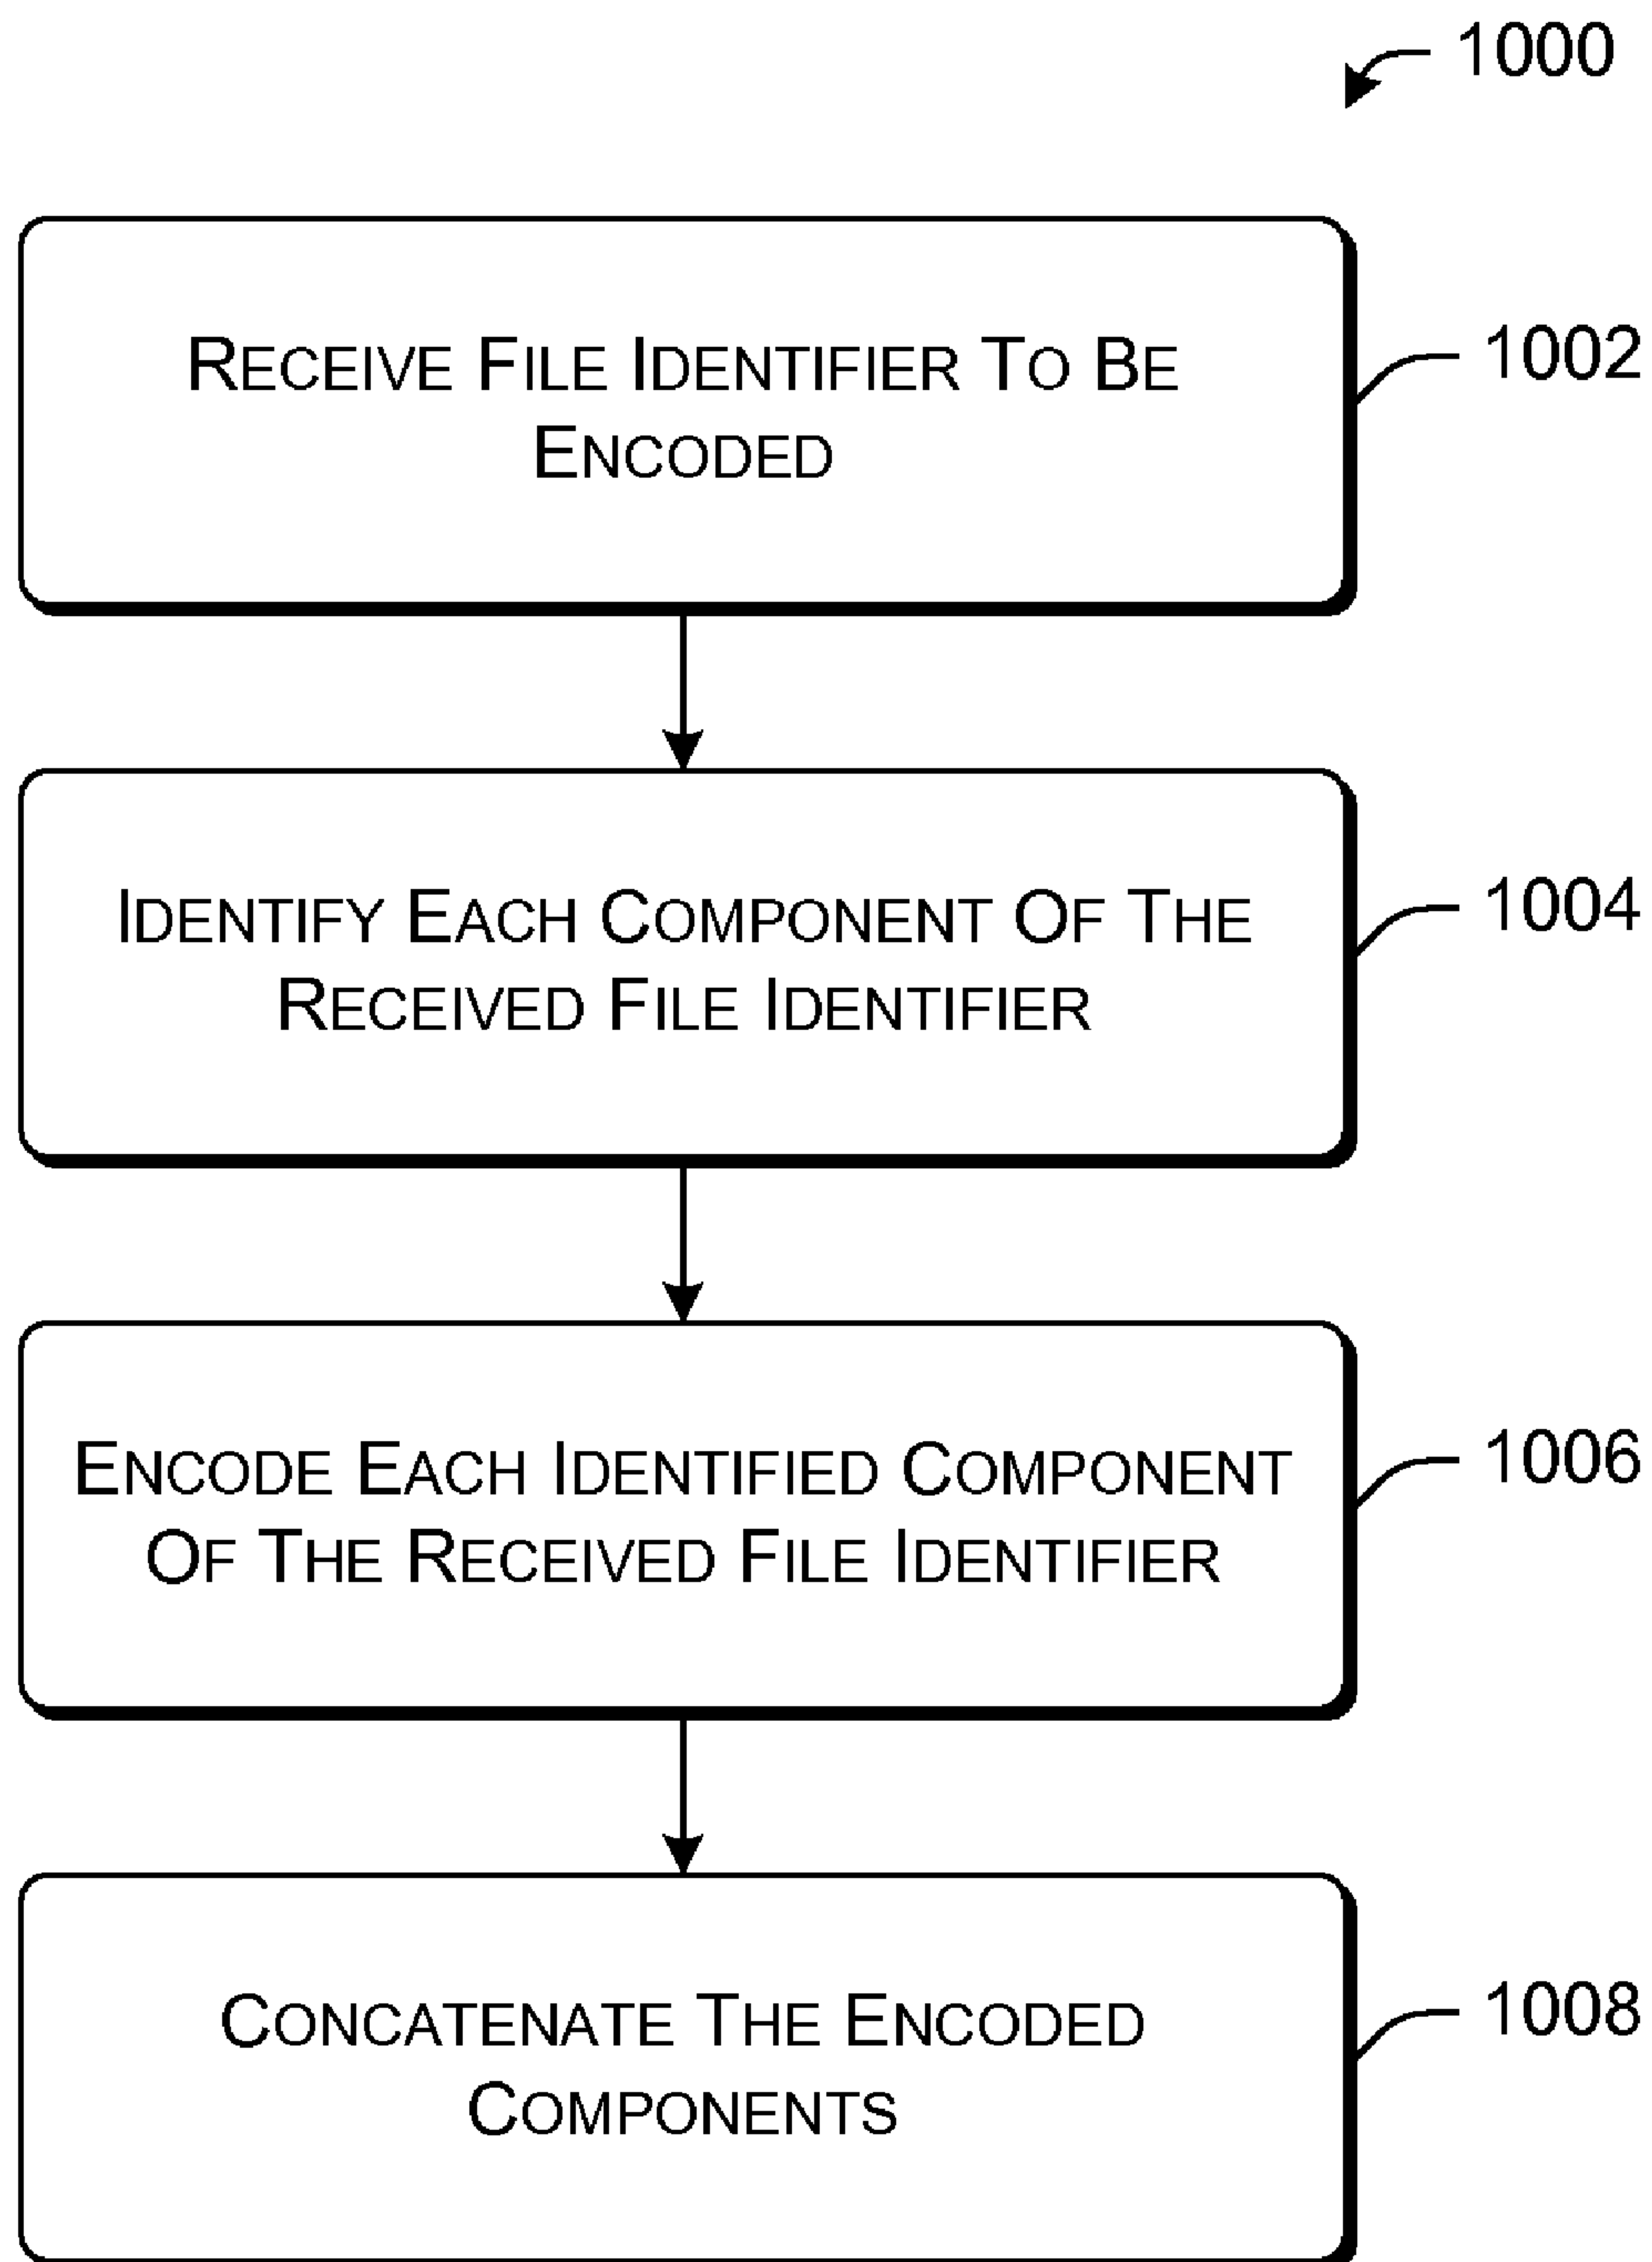 1000
RECEIVE FILE IDENTIFIER TO BE
ENCODED
1002
IDENTIFY EACH COMPONENT OF THE
RECEIVED FILE IDENTIFIER
1004
ENCODE EACH IDENTIFIED COMPONENT
OF THE RECEIVED FILE IDENTIFIER
1006
CONCATENATE THE ENCODED
COMPONENTS
1008